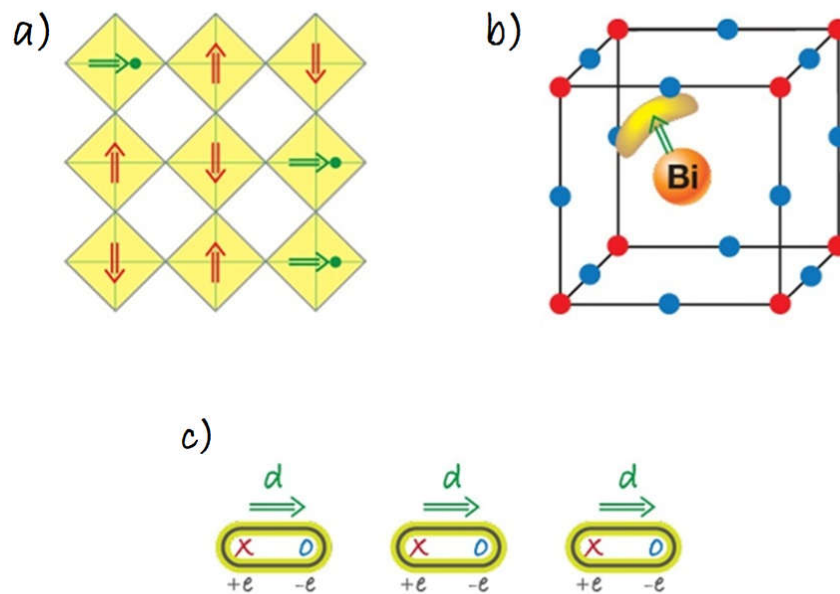 a) b)
Bi
c)
d d d
x o x o x o
+e -e +e -e +e -e